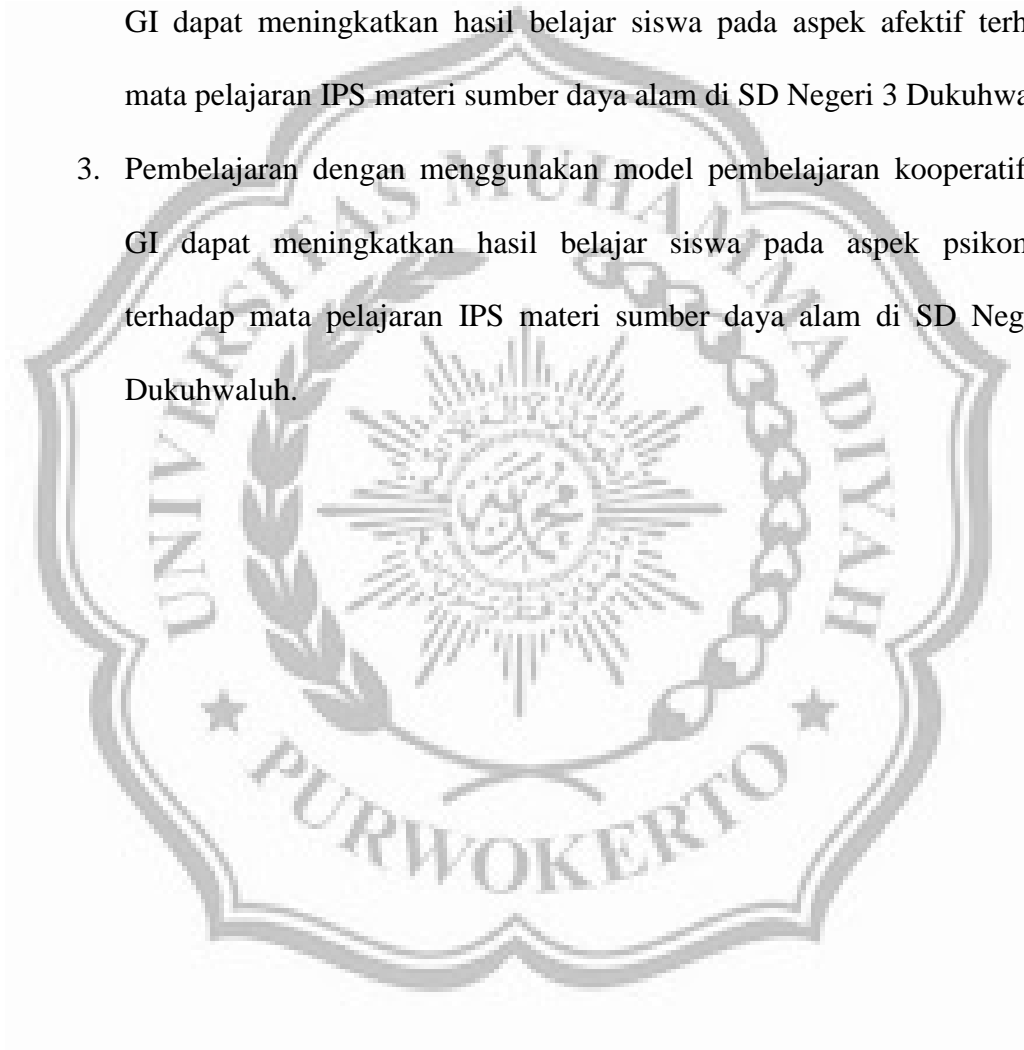 GI dapat meningkatkan hasil belajar siswa pada aspek afektif terh
mata pelajaran IPS materi sumber daya alam di SD Negeri 3 Dukuhwa
3. Pembelajaran dengan menggunakan model pembelajaran kooperatif
GI dapat meningkatkan hasil belajar siswa pada aspek psikom
terhadap mata pelajaran IPS materi sumber daya alam di SD Neg
Dukuhwaluh.
UNIVERSITAS MUHAMMADIYAH
PURWOKERTO